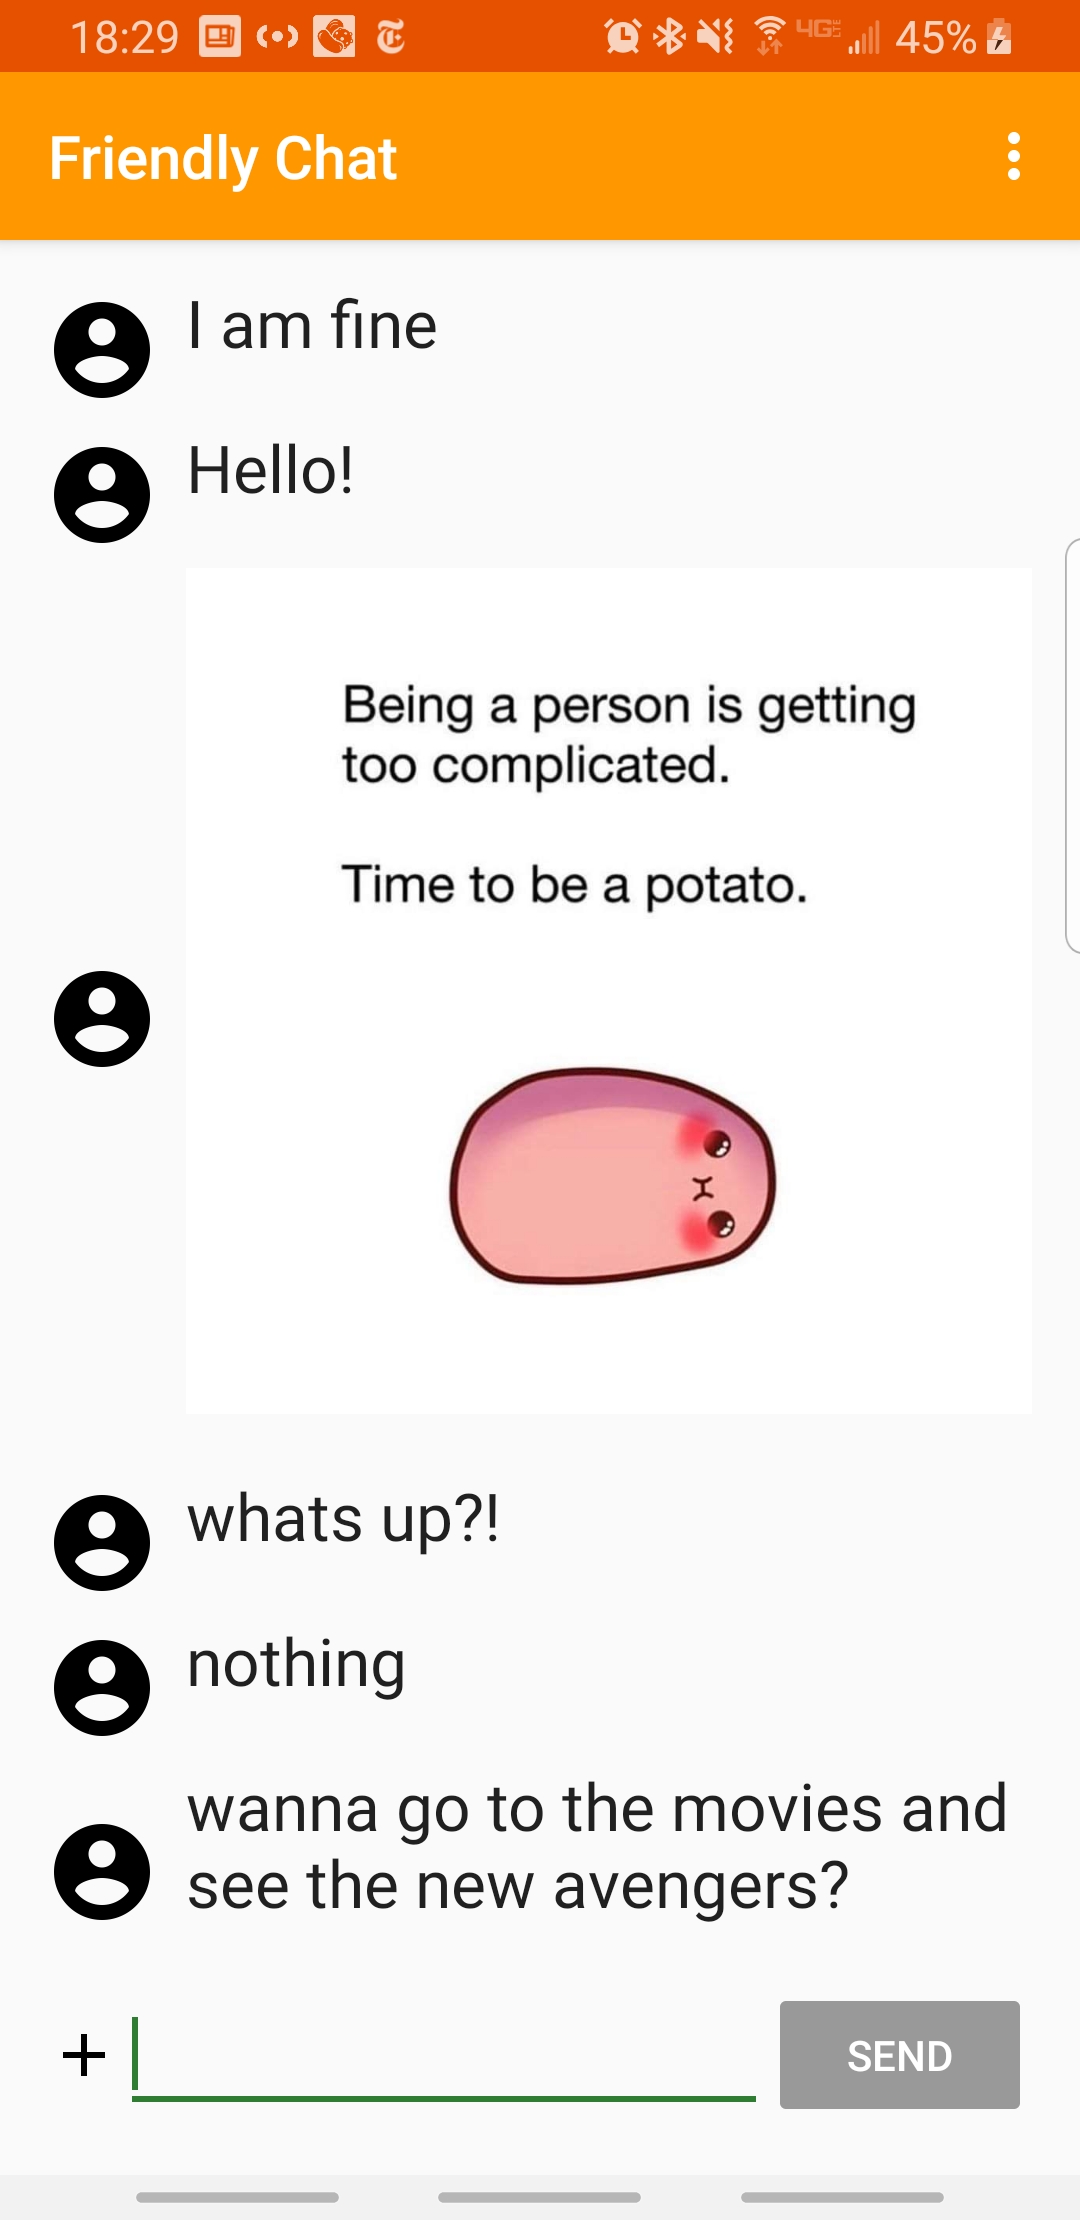 18:29 45%
Friendly Chat
I am fine
Hello!
Being a person is getting
too complicated.
Time to be a potato.
whats up?!
nothing
wanna go to the movies and
see the new avengers?
SEND